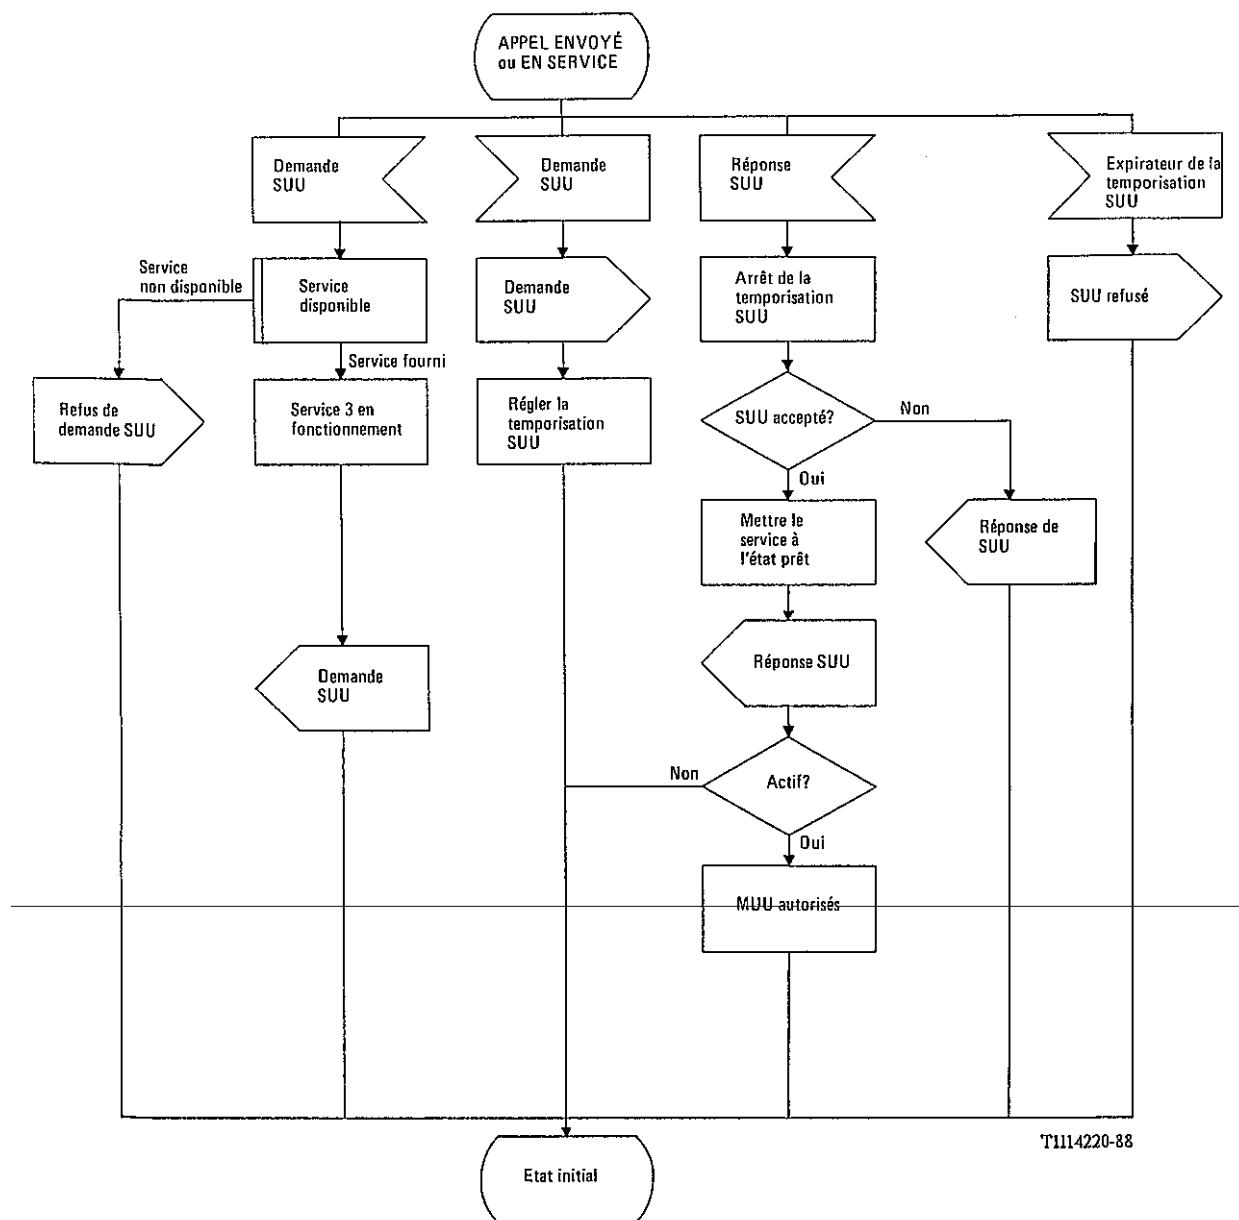 APPEL ENVOYÉ
ou EN SERVICE
Demande
SUU
Demande
SUU
Réponse
SUU
Expirateur de la
temporisation
SUU
Service
non disponible
Service
disponible
Demande
SUU
Arrêt de la
temporisation
SUU
SUU refusé
Service fourni
Refus de
demande SUU
Service 3 en
fonctionnement
Régler la
temporisation
SUU
SUU accepté?
Non
Oui
Mettre le
service à
l'état prêt
Réponse de
SUU
Demande
SUU
Réponse SUU
Non
Actif?
Oui
MUU autorisés
T1114220-88
Etat initial